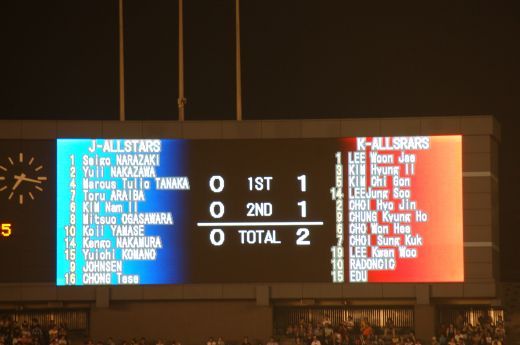 J-ALLSTARS
1 Seigo NARAZAKI
2 Yuji NAKAZAWA
4 Marcus Tulio TANAKA
7 Toru ARAIBA
6 KIM Nam Il
8 Mitsuo OGASAWARA
10 Koji YAMASE
14 Kengo NAKAMURA
15 Yuichi KOMANO
9 JOHNSEN
16 CHONG Tese
0 1ST 1
0 2ND 1
0 TOTAL 2
K-ALLSRARS
1 LEE Woon Jae
3 KIM Hyung Il
5 KIM Chi Gon
14 LEEJung Soo
2 CHOI Hyo Jin
9 CHUNG Kyung Ho
6 CHO Won Hee
7 CHOI Sung Kuk
19 LEE Kwan Woo
10 RADONCIC
15 EDU
5